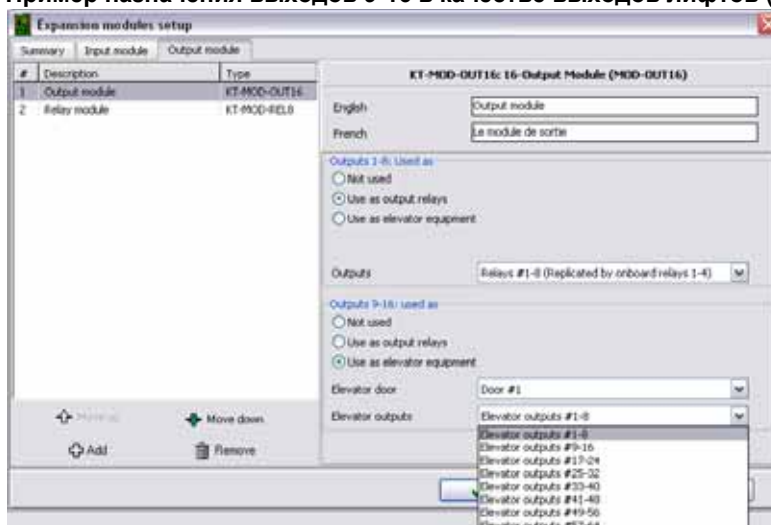 Пример назначения выходов 9-16 в качестве выходов лифтов (
Expansion modules setup
Summary Input module Output module
# Description Type
1 Output module KT-MOD-OUT16
2 Relay module KT-MOD-REL8
KT-MOD-OUT16: 16-Output Module (MOD-OUT16)
English Output module
French Le module de sortie
Outputs 1-8: Used as
Not used
Use as output relays
Use as elevator equipment
Outputs Relays #1-8 (Replicated by onboard relays 1-4)
Outputs 9-16: used as
Not used
Use as output relays
Use as elevator equipment
Elevator door Door #1
Elevator outputs Elevator outputs #1-8
Elevator outputs #1-8
Elevator outputs #9-16
Elevator outputs #17-24
Elevator outputs #25-32
Elevator outputs #33-40
Elevator outputs #41-48
Elevator outputs #49-56
Elevator outputs #57-64
Move up Move down
Add Remove